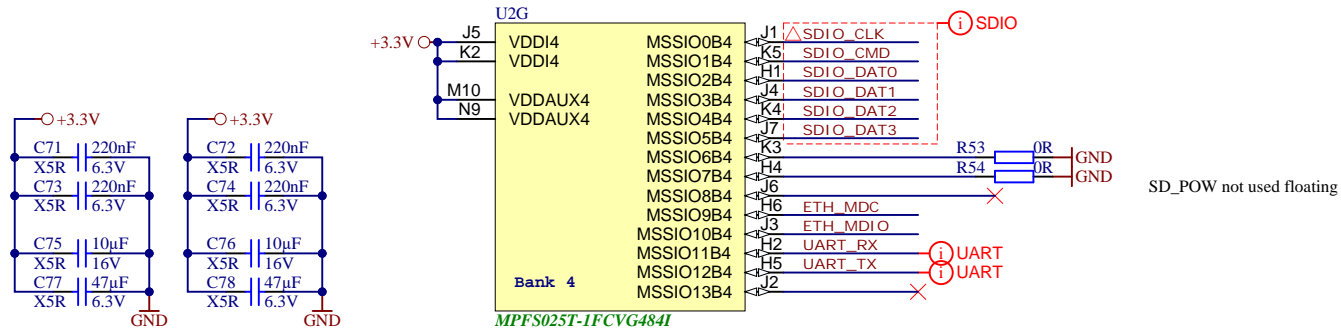 U2G
+3.3V
J5 VDDI4 MSSIO0B4 J1 SDIO_CLK
i SDIO
K2 VDDI4 MSSIO1B4 K5 SDIO_CMD
MSSIO2B4 H1 SDIO_DAT0
M10 VDDAUX4 MSSIO3B4 J4 SDIO_DAT1
N9 VDDAUX4 MSSIO4B4 K4 SDIO_DAT2
MSSIO5B4 J7 SDIO_DAT3
MSSIO6B4 K3 R53 0R GND
MSSIO7B4 H4 R54 0R GND
MSSIO8B4 J6
SD_POW not used floating
MSSIO9B4 H6 ETH_MDC
MSSIO10B4 J3 ETH_MDIO
MSSIO11B4 H2 UART_RX i UART
MSSIO12B4 H5 UART_TX i UART
MSSIO13B4 J2
Bank 4
MPFS025T-1FCVG484I
+3.3V
C71 220nF
X5R 6.3V
C73 220nF
X5R 6.3V
C75 10µF
X5R 16V
C77 47µF
X5R 6.3V
GND
+3.3V
C72 220nF
X5R 6.3V
C74 220nF
X5R 6.3V
C76 10µF
X5R 16V
C78 47µF
X5R 6.3V
GND